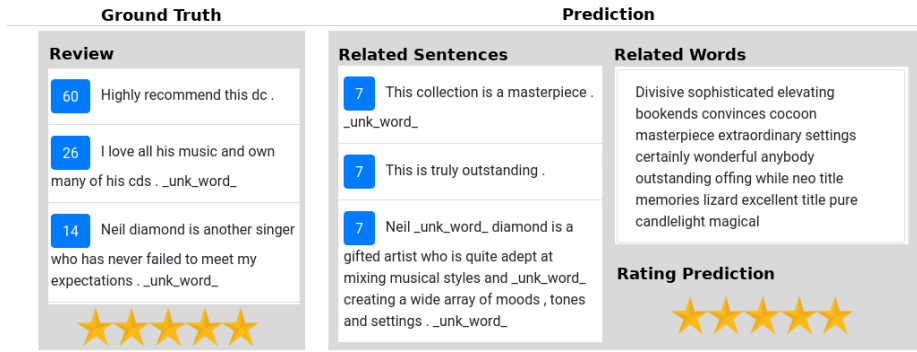 Ground Truth
Prediction
Review
60 Highly recommend this dc .
26 I love all his music and own
many of his cds . _unk_word_
14 Neil diamond is another singer
who has never failed to meet my
expectations . _unk_word_
Related Sentences
7 This collection is a masterpiece .
_unk_word_
7 This is truly outstanding .
7 Neil _unk_word_ diamond is a
gifted artist who is quite adept at
mixing musical styles and _unk_word_
creating a wide array of moods , tones
and settings . _unk_word_
Related Words
Divisive sophisticated elevating
bookends convinces cocoon
masterpiece extraordinary settings
certainly wonderful anybody
outstanding offing while neo title
memories lizard excellent title pure
candlelight magical
Rating Prediction